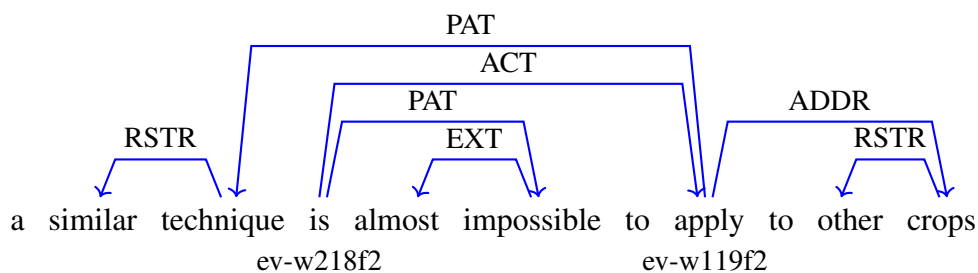 PAT
ACT
PAT ADDR
RSTR EXT RSTR
a similar technique is almost impossible to apply to other crops
ev-w218f2 ev-w119f2